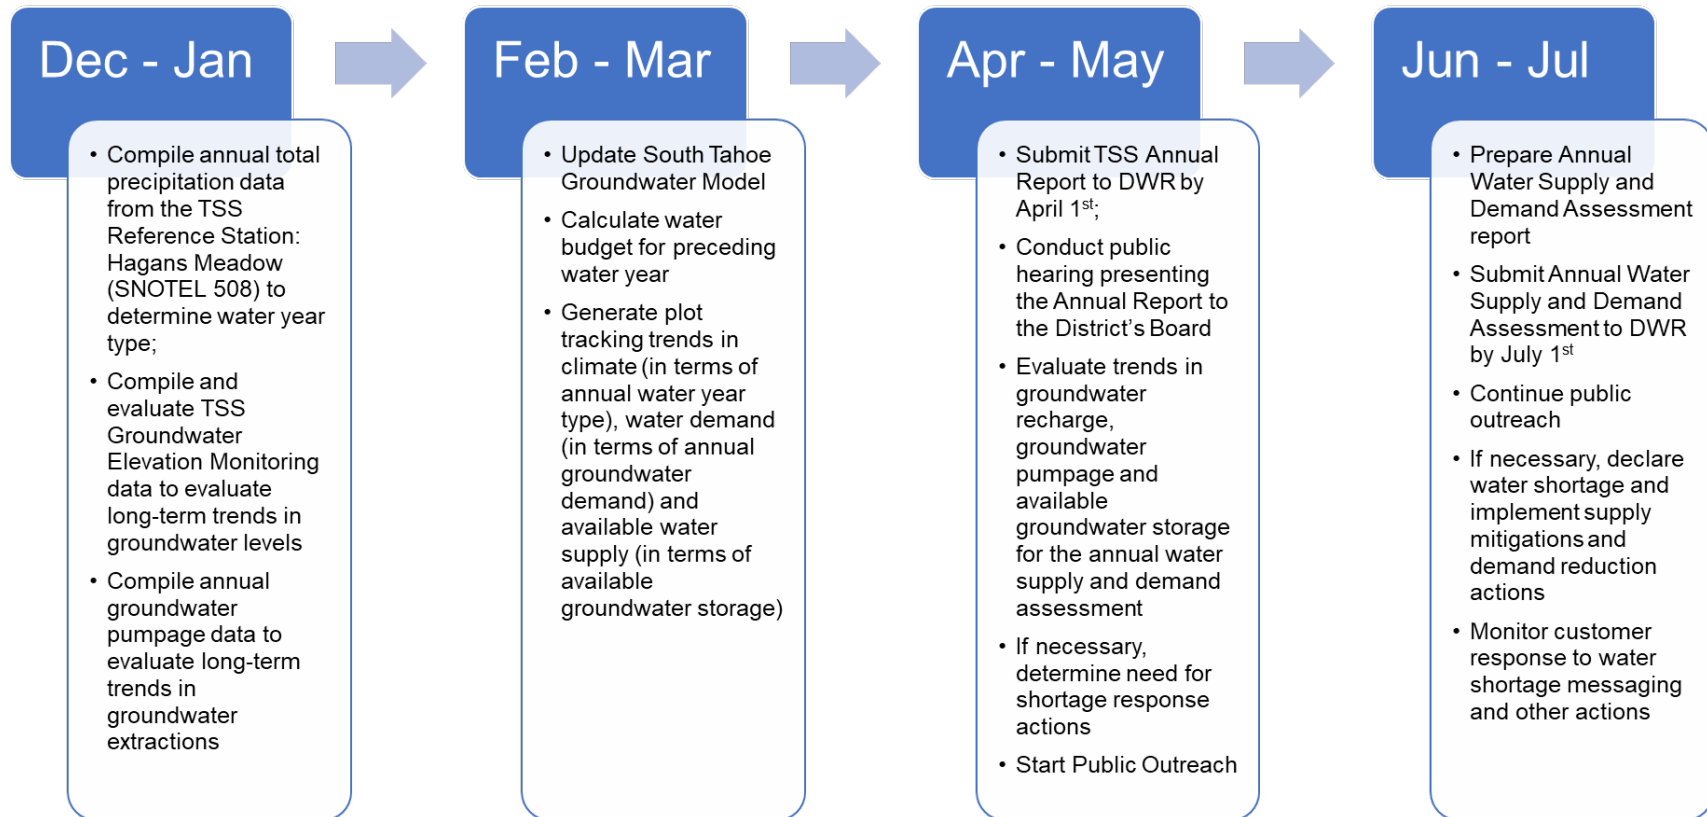 Dec - Jan
• Compile annual total
precipitation data
from the TSS
Reference Station:
Hagans Meadow
(SNOTEL 508) to
determine water year
type;
• Compile and
evaluate TSS
Groundwater
Elevation Monitoring
data to evaluate
long-term trends in
groundwater levels
• Compile annual
groundwater
pumpage data to
evaluate long-term
trends in
groundwater
extractions
Feb - Mar
• Update South Tahoe
Groundwater Model
• Calculate water
budget for preceding
water year
• Generate plot
tracking trends in
climate (in terms of
annual water year
type), water demand
(in terms of annual
groundwater
demand) and
available water
supply (in terms of
available
groundwater storage)
Apr - May
• Submit TSS Annual
Report to DWR by
April 1st;
• Conduct public
hearing presenting
the Annual Report to
the District’s Board
• Evaluate trends in
groundwater
recharge,
groundwater
pumpage and
available
groundwater storage
for the annual water
supply and demand
assessment
• If necessary,
determine need for
shortage response
actions
• Start Public Outreach
Jun - Jul
• Prepare Annual
Water Supply and
Demand Assessment
report
• Submit Annual Water
Supply and Demand
Assessment to DWR
by July 1st
• Continue public
outreach
• If necessary, declare
water shortage and
implement supply
mitigations and
demand reduction
actions
• Monitor customer
response to water
shortage messaging
and other actions